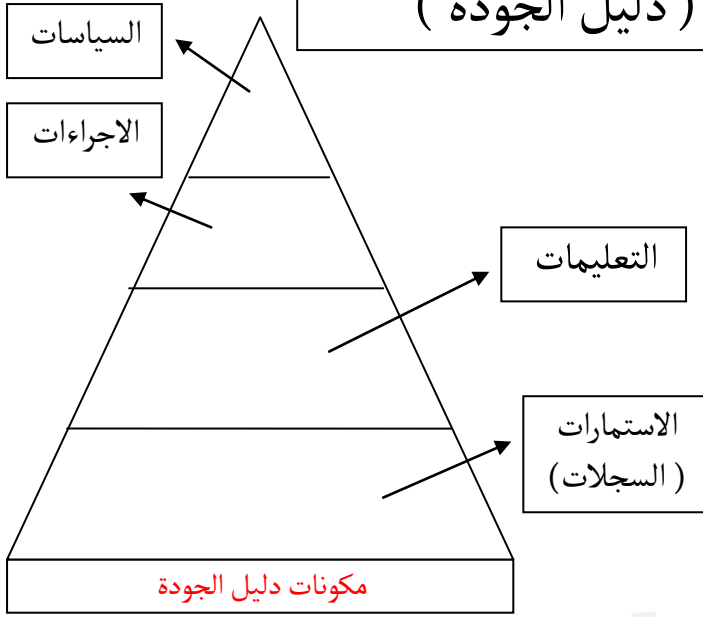 ( دليل الجودة )
السياسات
الاجراءات
التعليمات
الاستمارات
( السجلات)
مكونات دليل الجودة